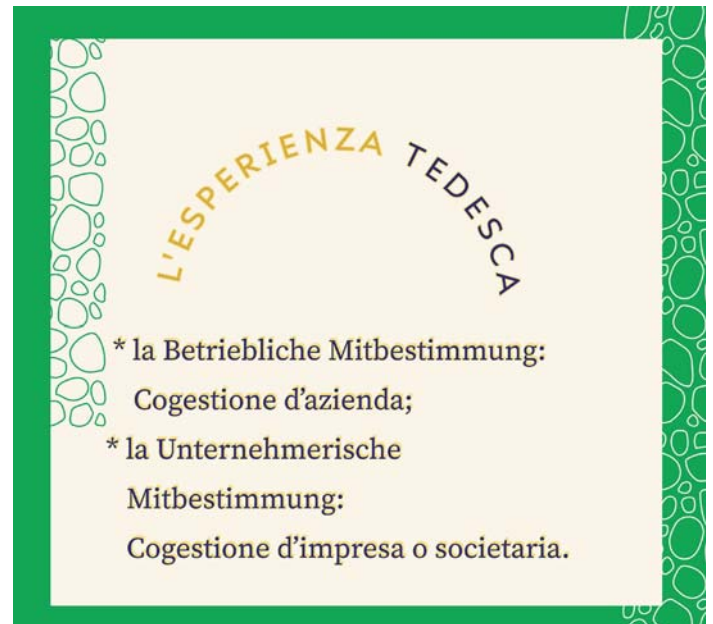 L'ESPERIENZA TEDESCA
* la Betriebliche Mitbestimmung:
Cogestione d’azienda;
* la Unternehmerische
Mitbestimmung:
Cogestione d’impresa o societaria.